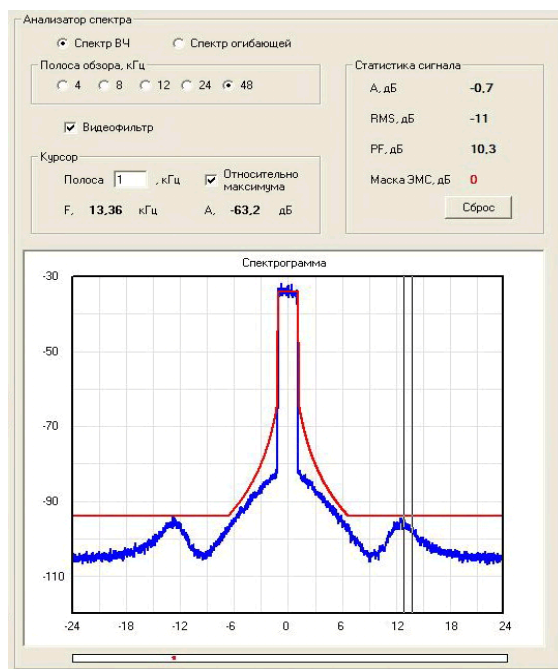 Анализатор спектра
Спектр ВЧ
Спектр огибающей
Полоса обзора, кГц
4 8 12 24 48
Видеофильтр
Курсор
Полоса 1 , кГц
Относительно
максимума
F, 13,36 кГц A, -63,2 дБ
Статистика сигнала
A, дБ -0,7
RMS, дБ -11
PF, дБ 10,3
Маска ЭМС, дБ 0
Сброс
Спектрограмма
-30
-50
-70
-90
-110
-24 -18 -12 -6 0 6 12 18 24